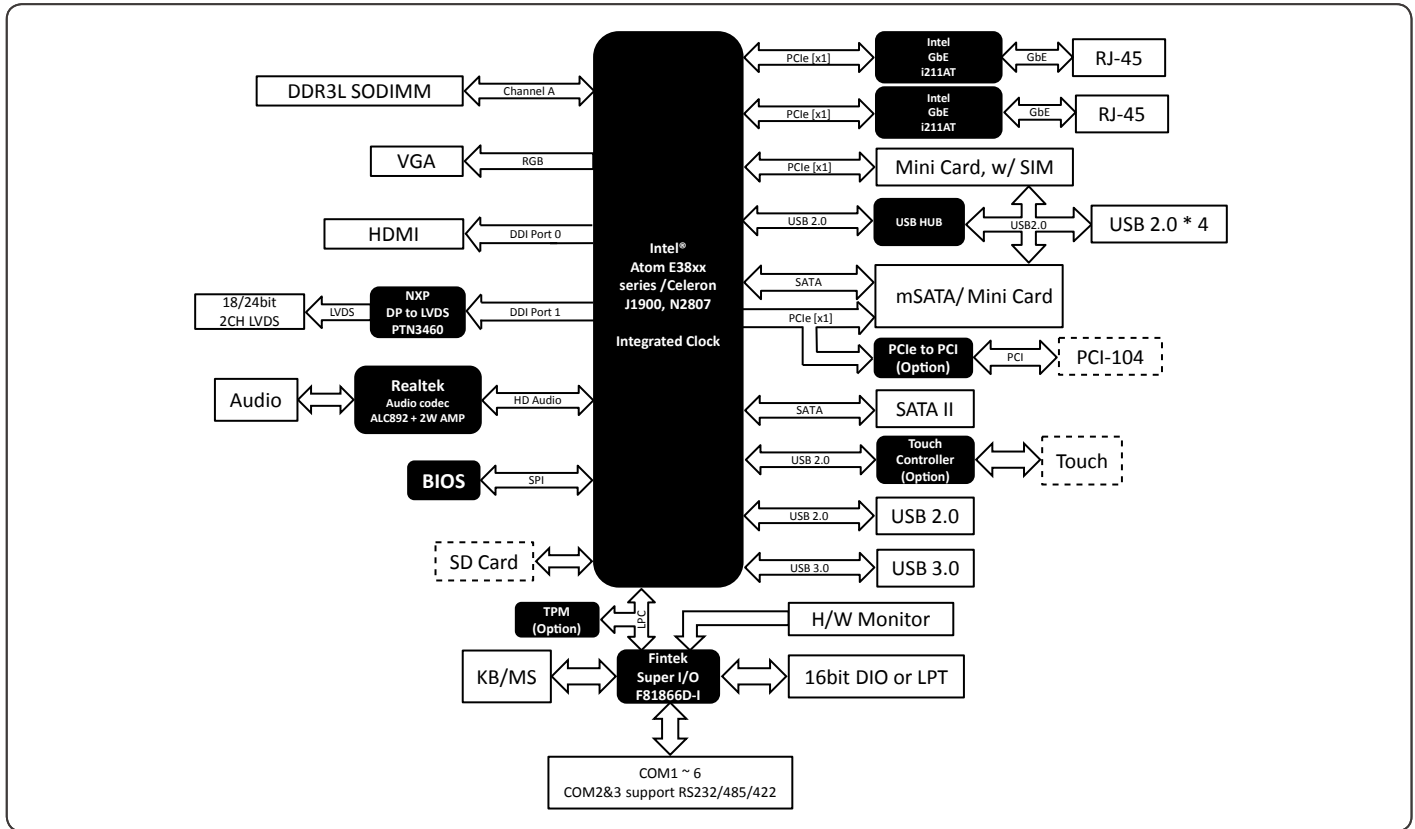 DDR3L SODIMM
Channel A
VGA
RGB
HDMI
DDI Port 0
18/24bit
2CH LVDS
LVDS
NXP
DP to LVDS
PTN3460
DDI Port 1
Audio
Realtek
Audio codec
ALC892 + 2W AMP
HD Audio
BIOS
SPI
SD Card
Intel®
Atom E38xx
series /Celeron
J1900, N2807
Integrated Clock
PCIe [x1]
Intel
GbE
i211AT
GbE
RJ-45
PCIe [x1]
Intel
GbE
i211AT
GbE
RJ-45
PCIe [x1]
Mini Card, w/ SIM
USB 2.0
USB HUB
USB2.0
USB 2.0 * 4
SATA
mSATA/ Mini Card
PCIe [x1]
PCIe to PCI
(Option)
PCI
PCI-104
SATA
SATA II
USB 2.0
Touch
Controller
(Option)
Touch
USB 2.0
USB 2.0
USB 3.0
USB 3.0
TPM
(Option)
LPC
H/W Monitor
KB/MS
Fintek
Super I/O
F81866D-I
16bit DIO or LPT
COM1 ~ 6
COM2&3 support RS232/485/422